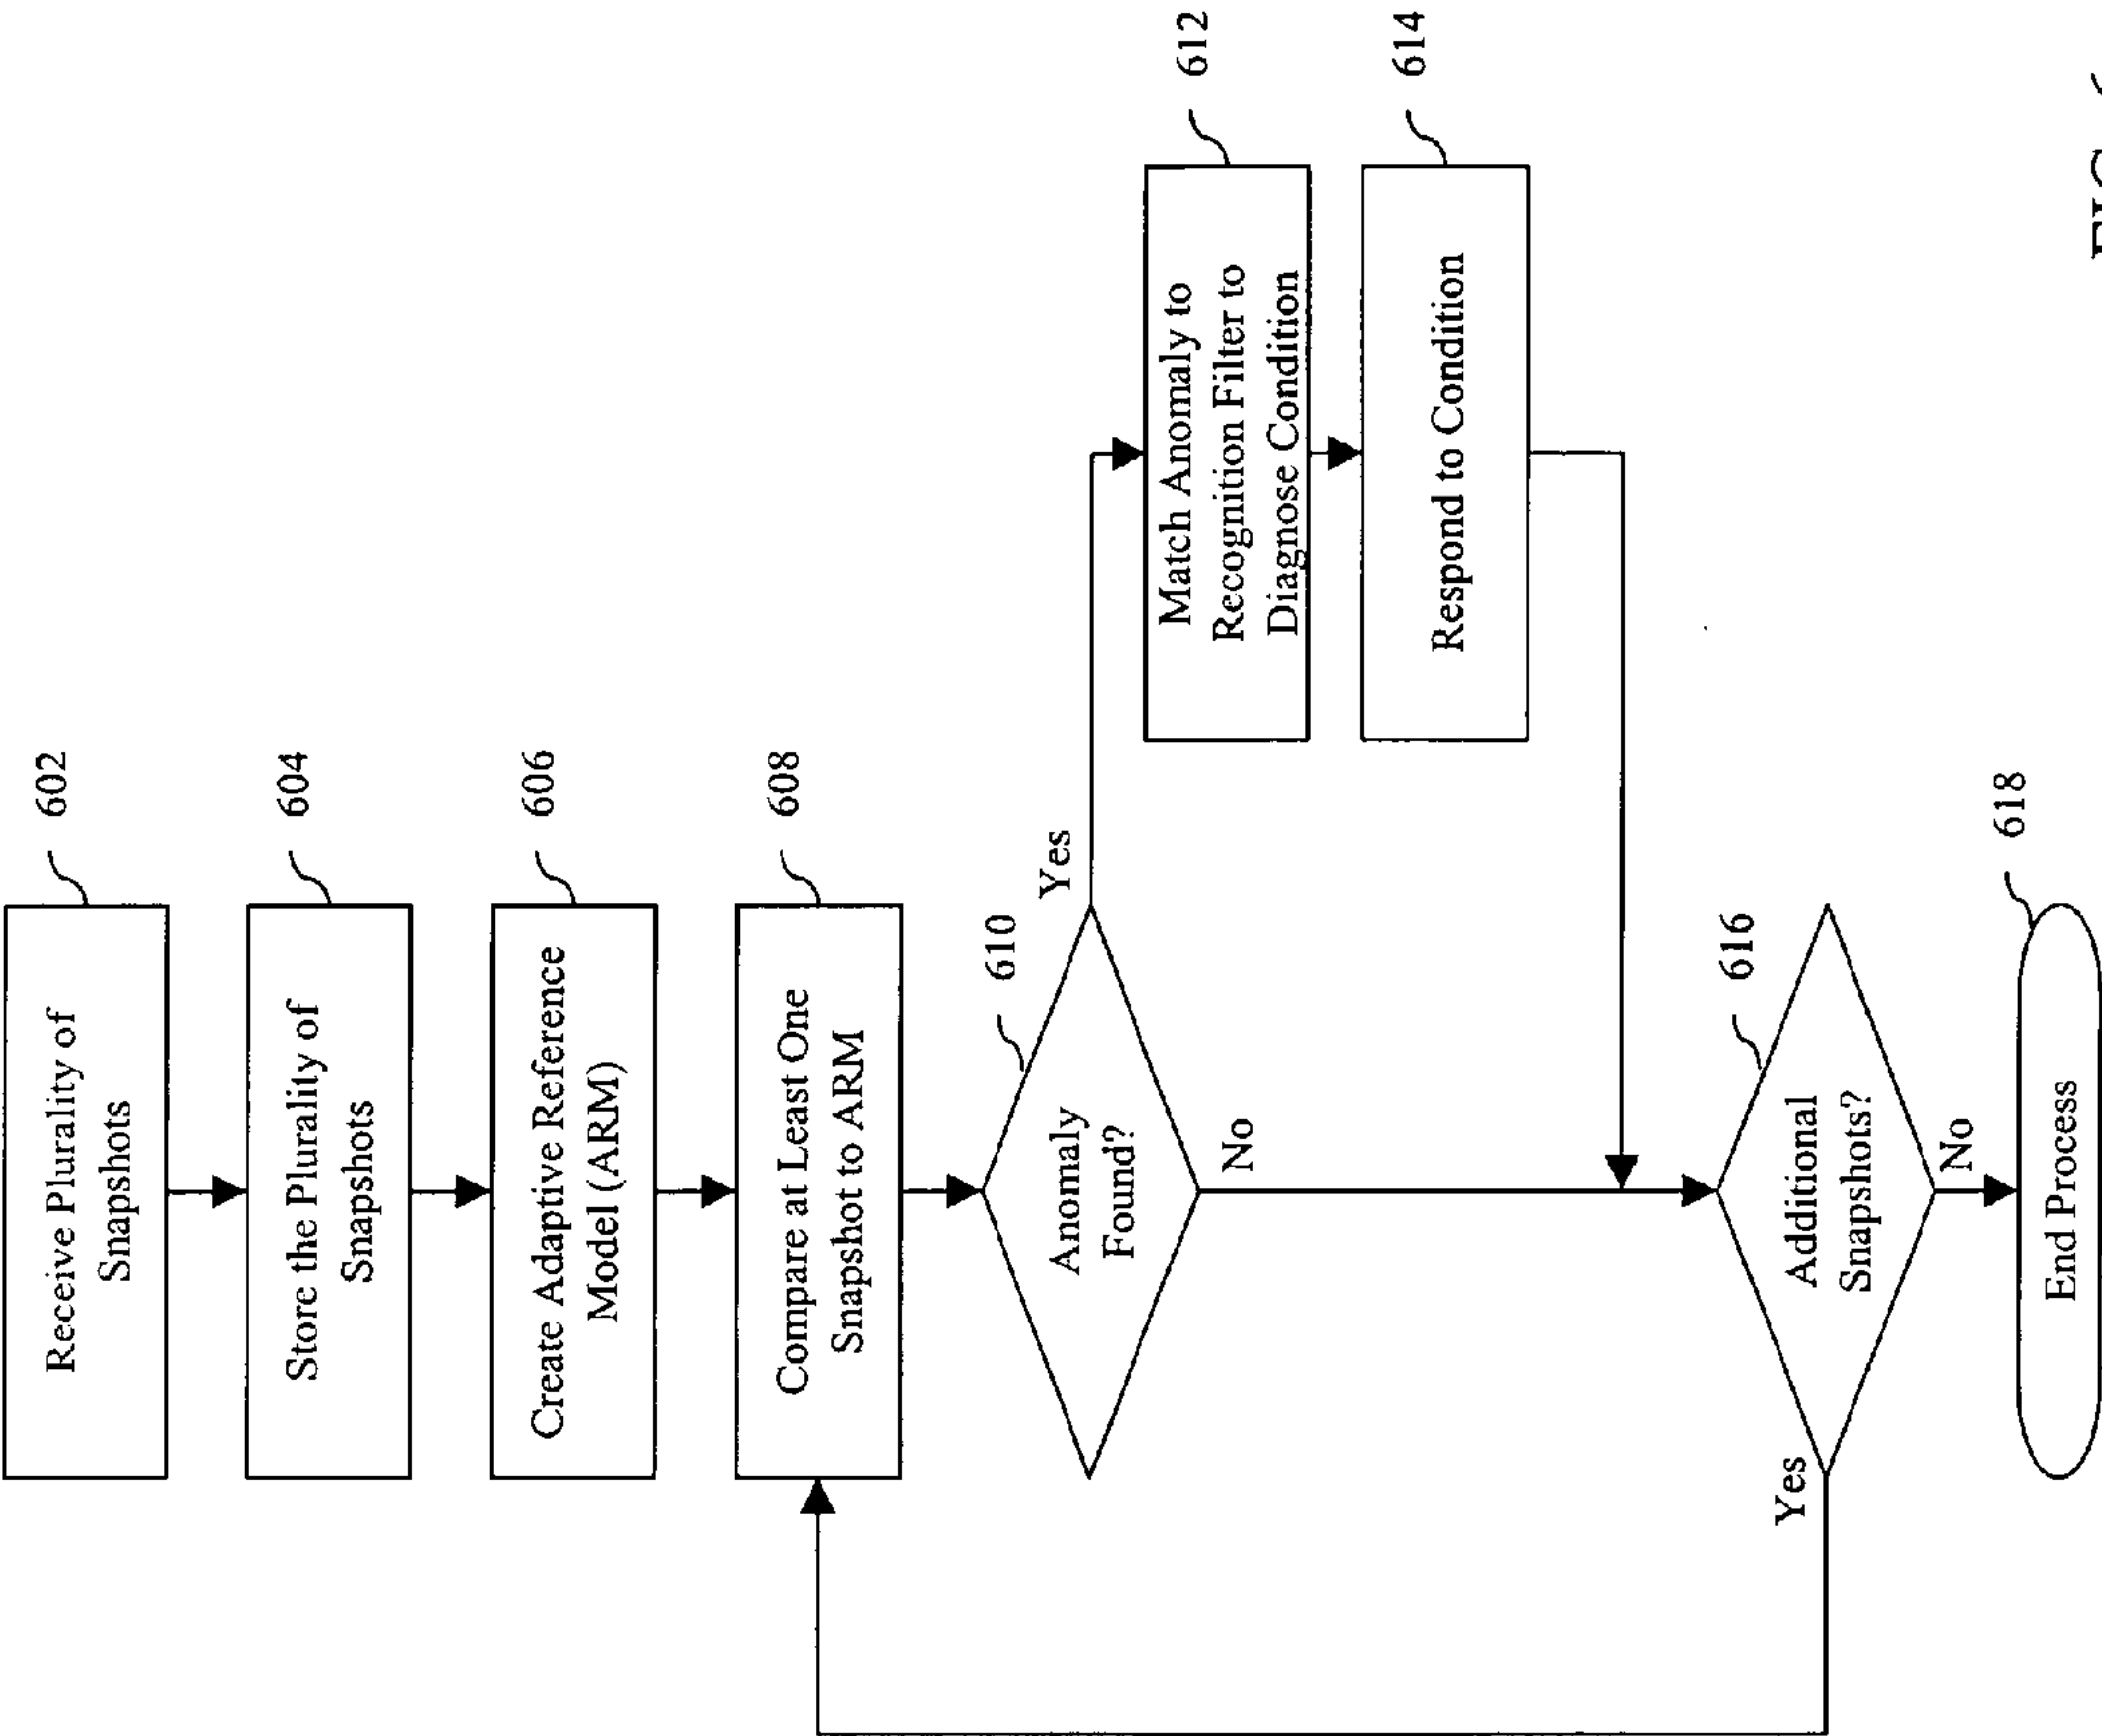 602
Receive Plurality of
Snapshots
604
Store the Plurality of
Snapshots
606
Create Adaptive Reference
Model (ARM)
608
Compare at Least One
Snapshot to ARM
610
Anomaly
Found?
Yes
No
612
Match Anomaly to
Recognition Filter to
Diagnose Condition
614
Respond to Condition
616
Additional
Snapshots?
Yes
No
618
End Process